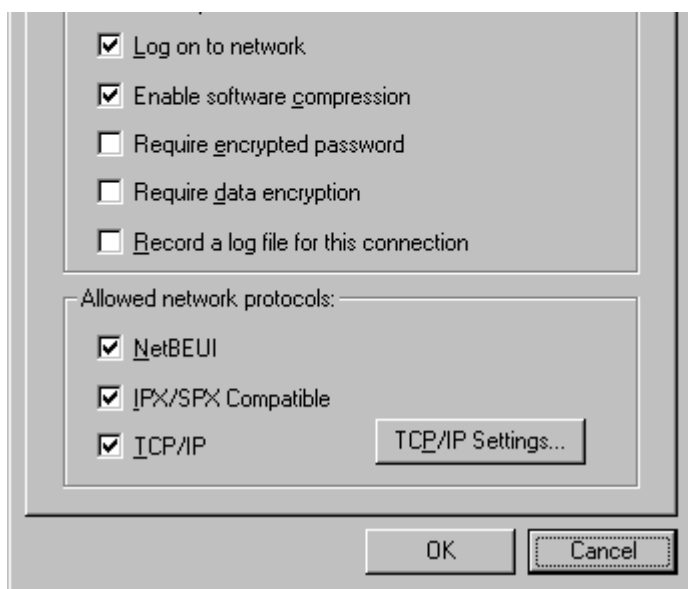 Log on to network
Enable software compression
Require encrypted password
Require data encryption
Record a log file for this connection
Allowed network protocols:
NetBEUI
IPX/SPX Compatible
TCP/IP
TCP/IP Settings...
OK
Cancel